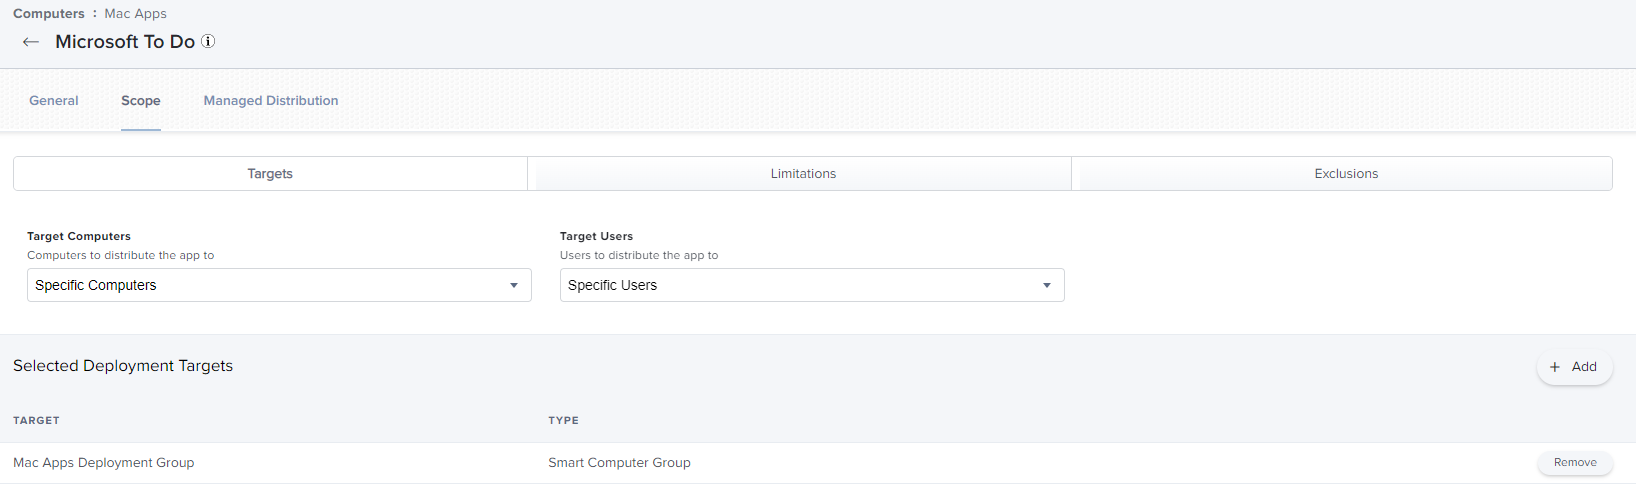 Computers : Mac Apps
← Microsoft To Do
General Scope Managed Distribution
Targets Limitations Exclusions
Target Computers Target Users
Computers to distribute the app to Users to distribute the app to
Specific Computers Specific Users
Selected Deployment Targets
+ Add
TARGET TYPE
Mac Apps Deployment Group Smart Computer Group Remove